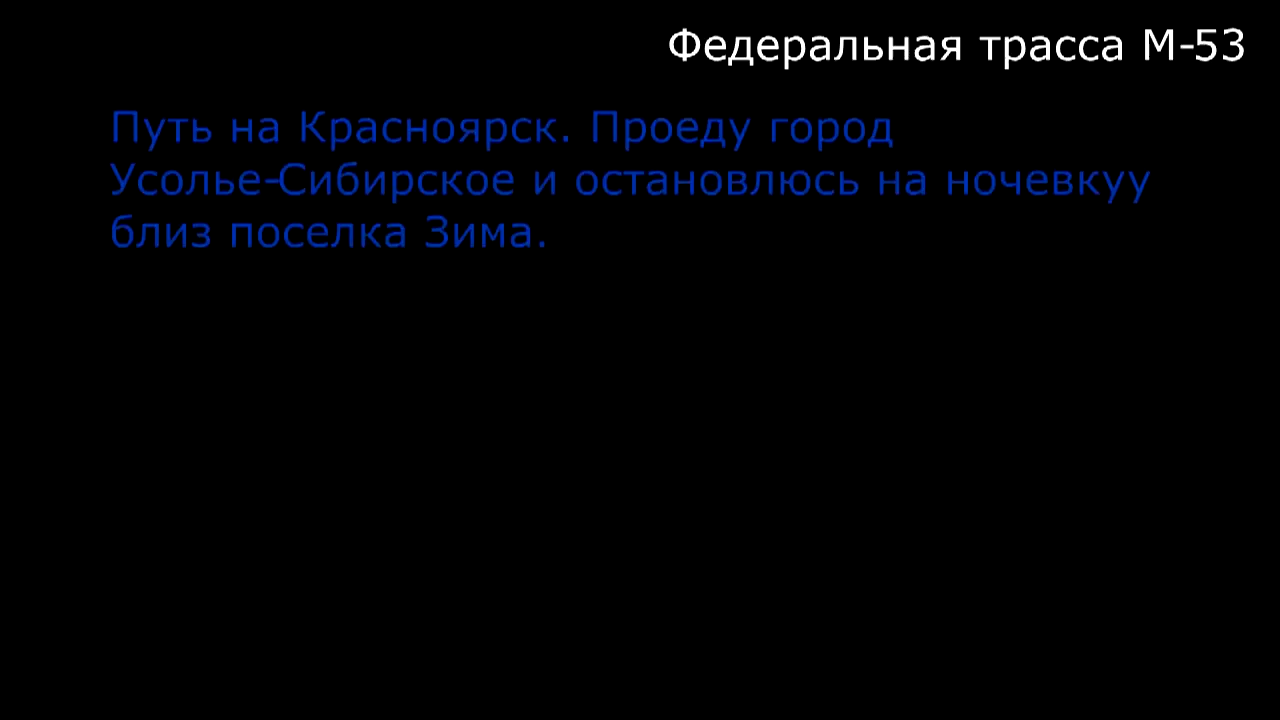 Федеральная трасса М-53
Путь на Красноярск. Проеду город
Усолье-Сибирское и остановлюсь на ночевкуу
близ поселка Зима.